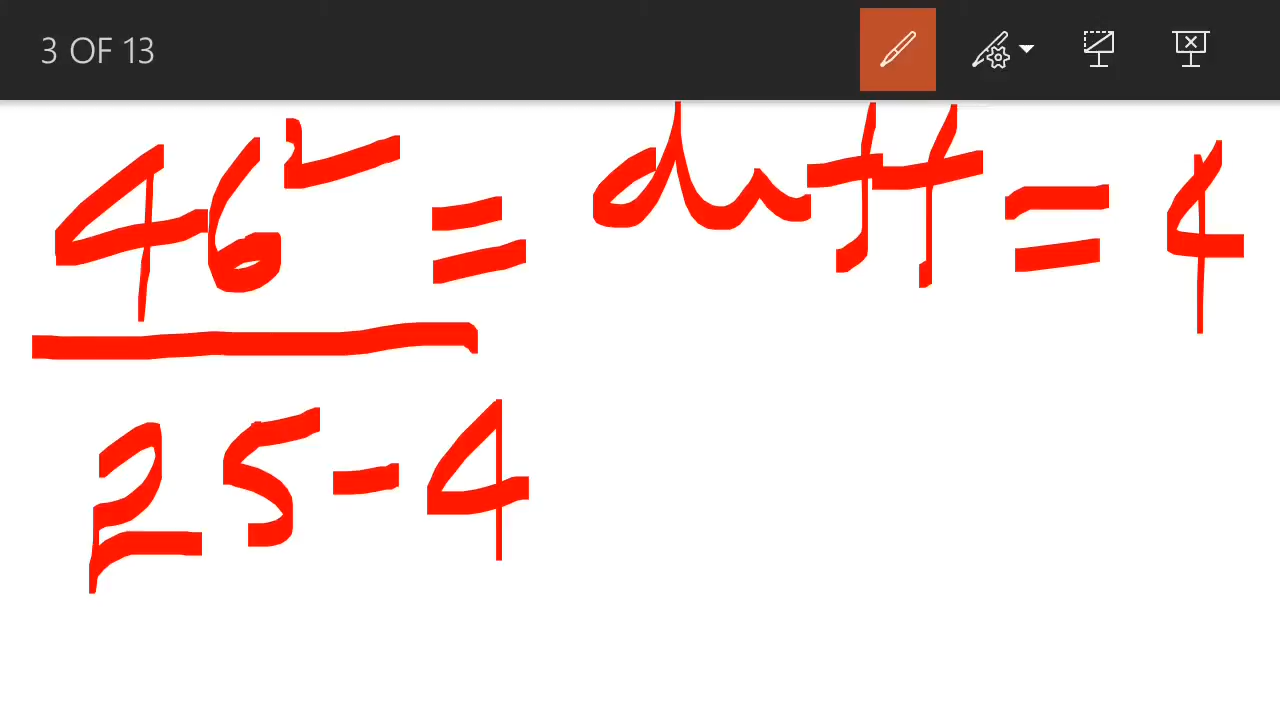 3 OF 13
46² = diff = 4
25-4